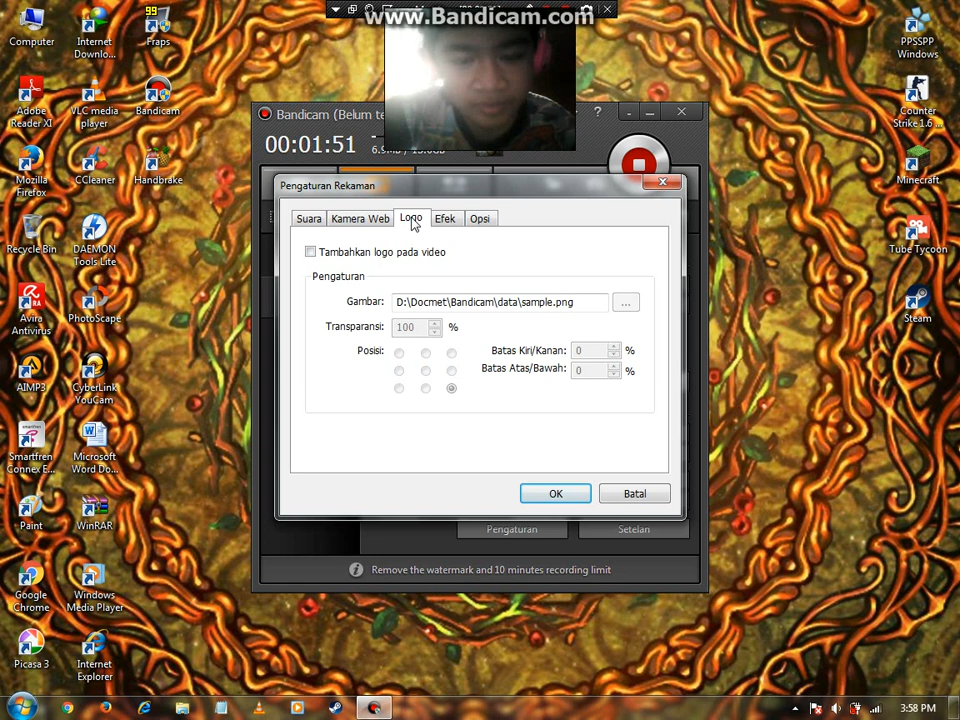 www.Bandicam.com
Computer
Internet
Downlo...
99
Fraps
Adobe
Reader XI
VLC media
player
Bandicam
Mozilla
Firefox
CCleaner
Handbrake
Recycle Bin
DAEMON
Tools Lite
Avira
Antivirus
PhotoScape
AIMP3
CyberLink
YouCam
Smartfren
Connex E...
Microsoft
Word Do...
Paint
WinRAR
Google
Chrome
Windows
Media Player
Picasa 3
Internet
Explorer
PPSSPP
Windows
Counter
Strike 1.6 ...
Minecraft
Tube Tycoon
Steam
Bandicam (Belum te
?
00:01:51
Pengaturan Rekaman
Suara
Kamera Web
Logo
Efek
Opsi
Tambahkan logo pada video
Pengaturan
Gambar:
D:\Docmet\Bandicam\data\sample.png
...
Transparansi:
100
%
Posisi:
Batas Kiri/Kanan:
0
%
Batas Atas/Bawah:
0
%
OK
Batal
Pengaturan
Setelan
Remove the watermark and 10 minutes recording limit
3:58 PM